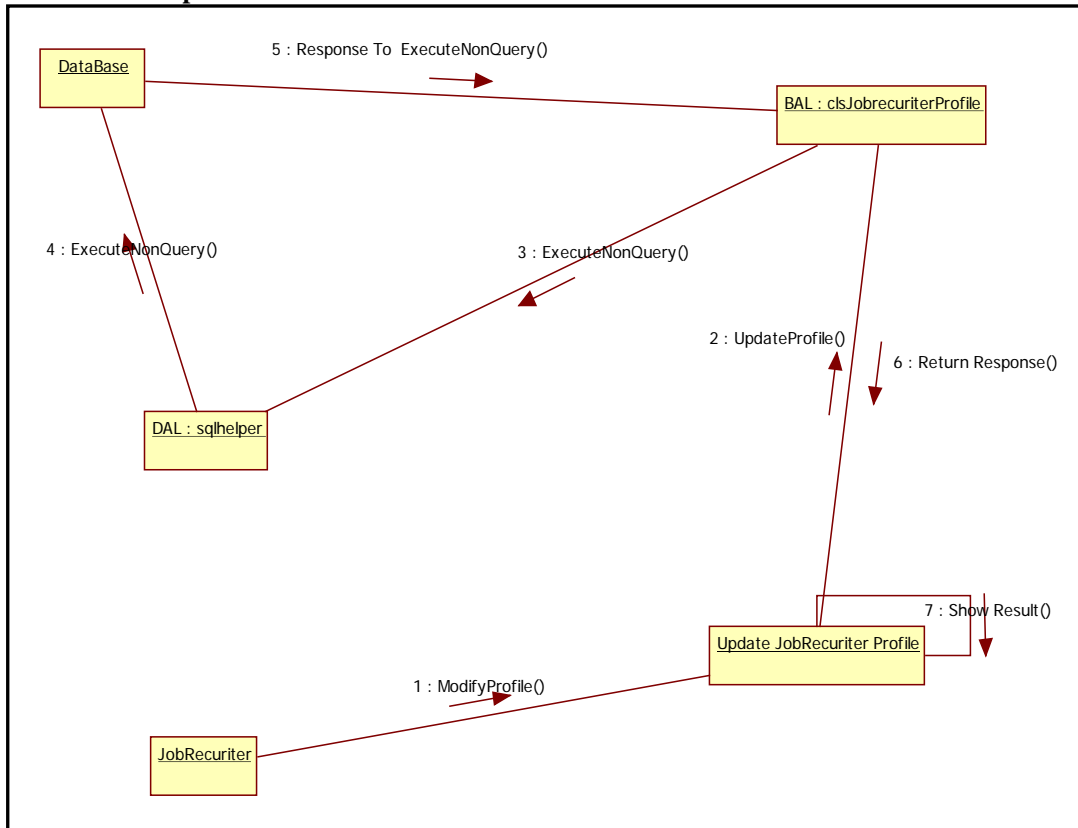 5 : Response To ExecuteNonQuery()
DataBase
BAL : clsJobrecuriterProfile
4 : ExecuteNonQuery()
3 : ExecuteNonQuery()
2 : UpdateProfile()
6 : Return Response()
DAL : sqlhelper
7 : Show Result()
Update JobRecuriter Profile
1 : ModifyProfile()
JobRecuriter